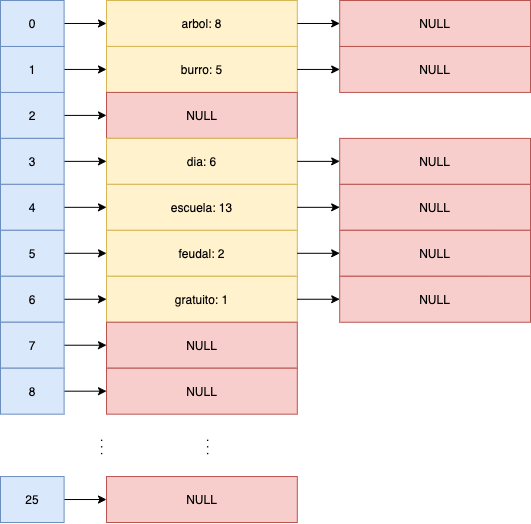 0 arbol: 8 NULL
1 burro: 5 NULL
2 NULL
3 dia: 6 NULL
4 escuela: 13 NULL
5 feudal: 2 NULL
6 gratuito: 1 NULL
7 NULL
8 NULL
⋮ ⋮
25 NULL